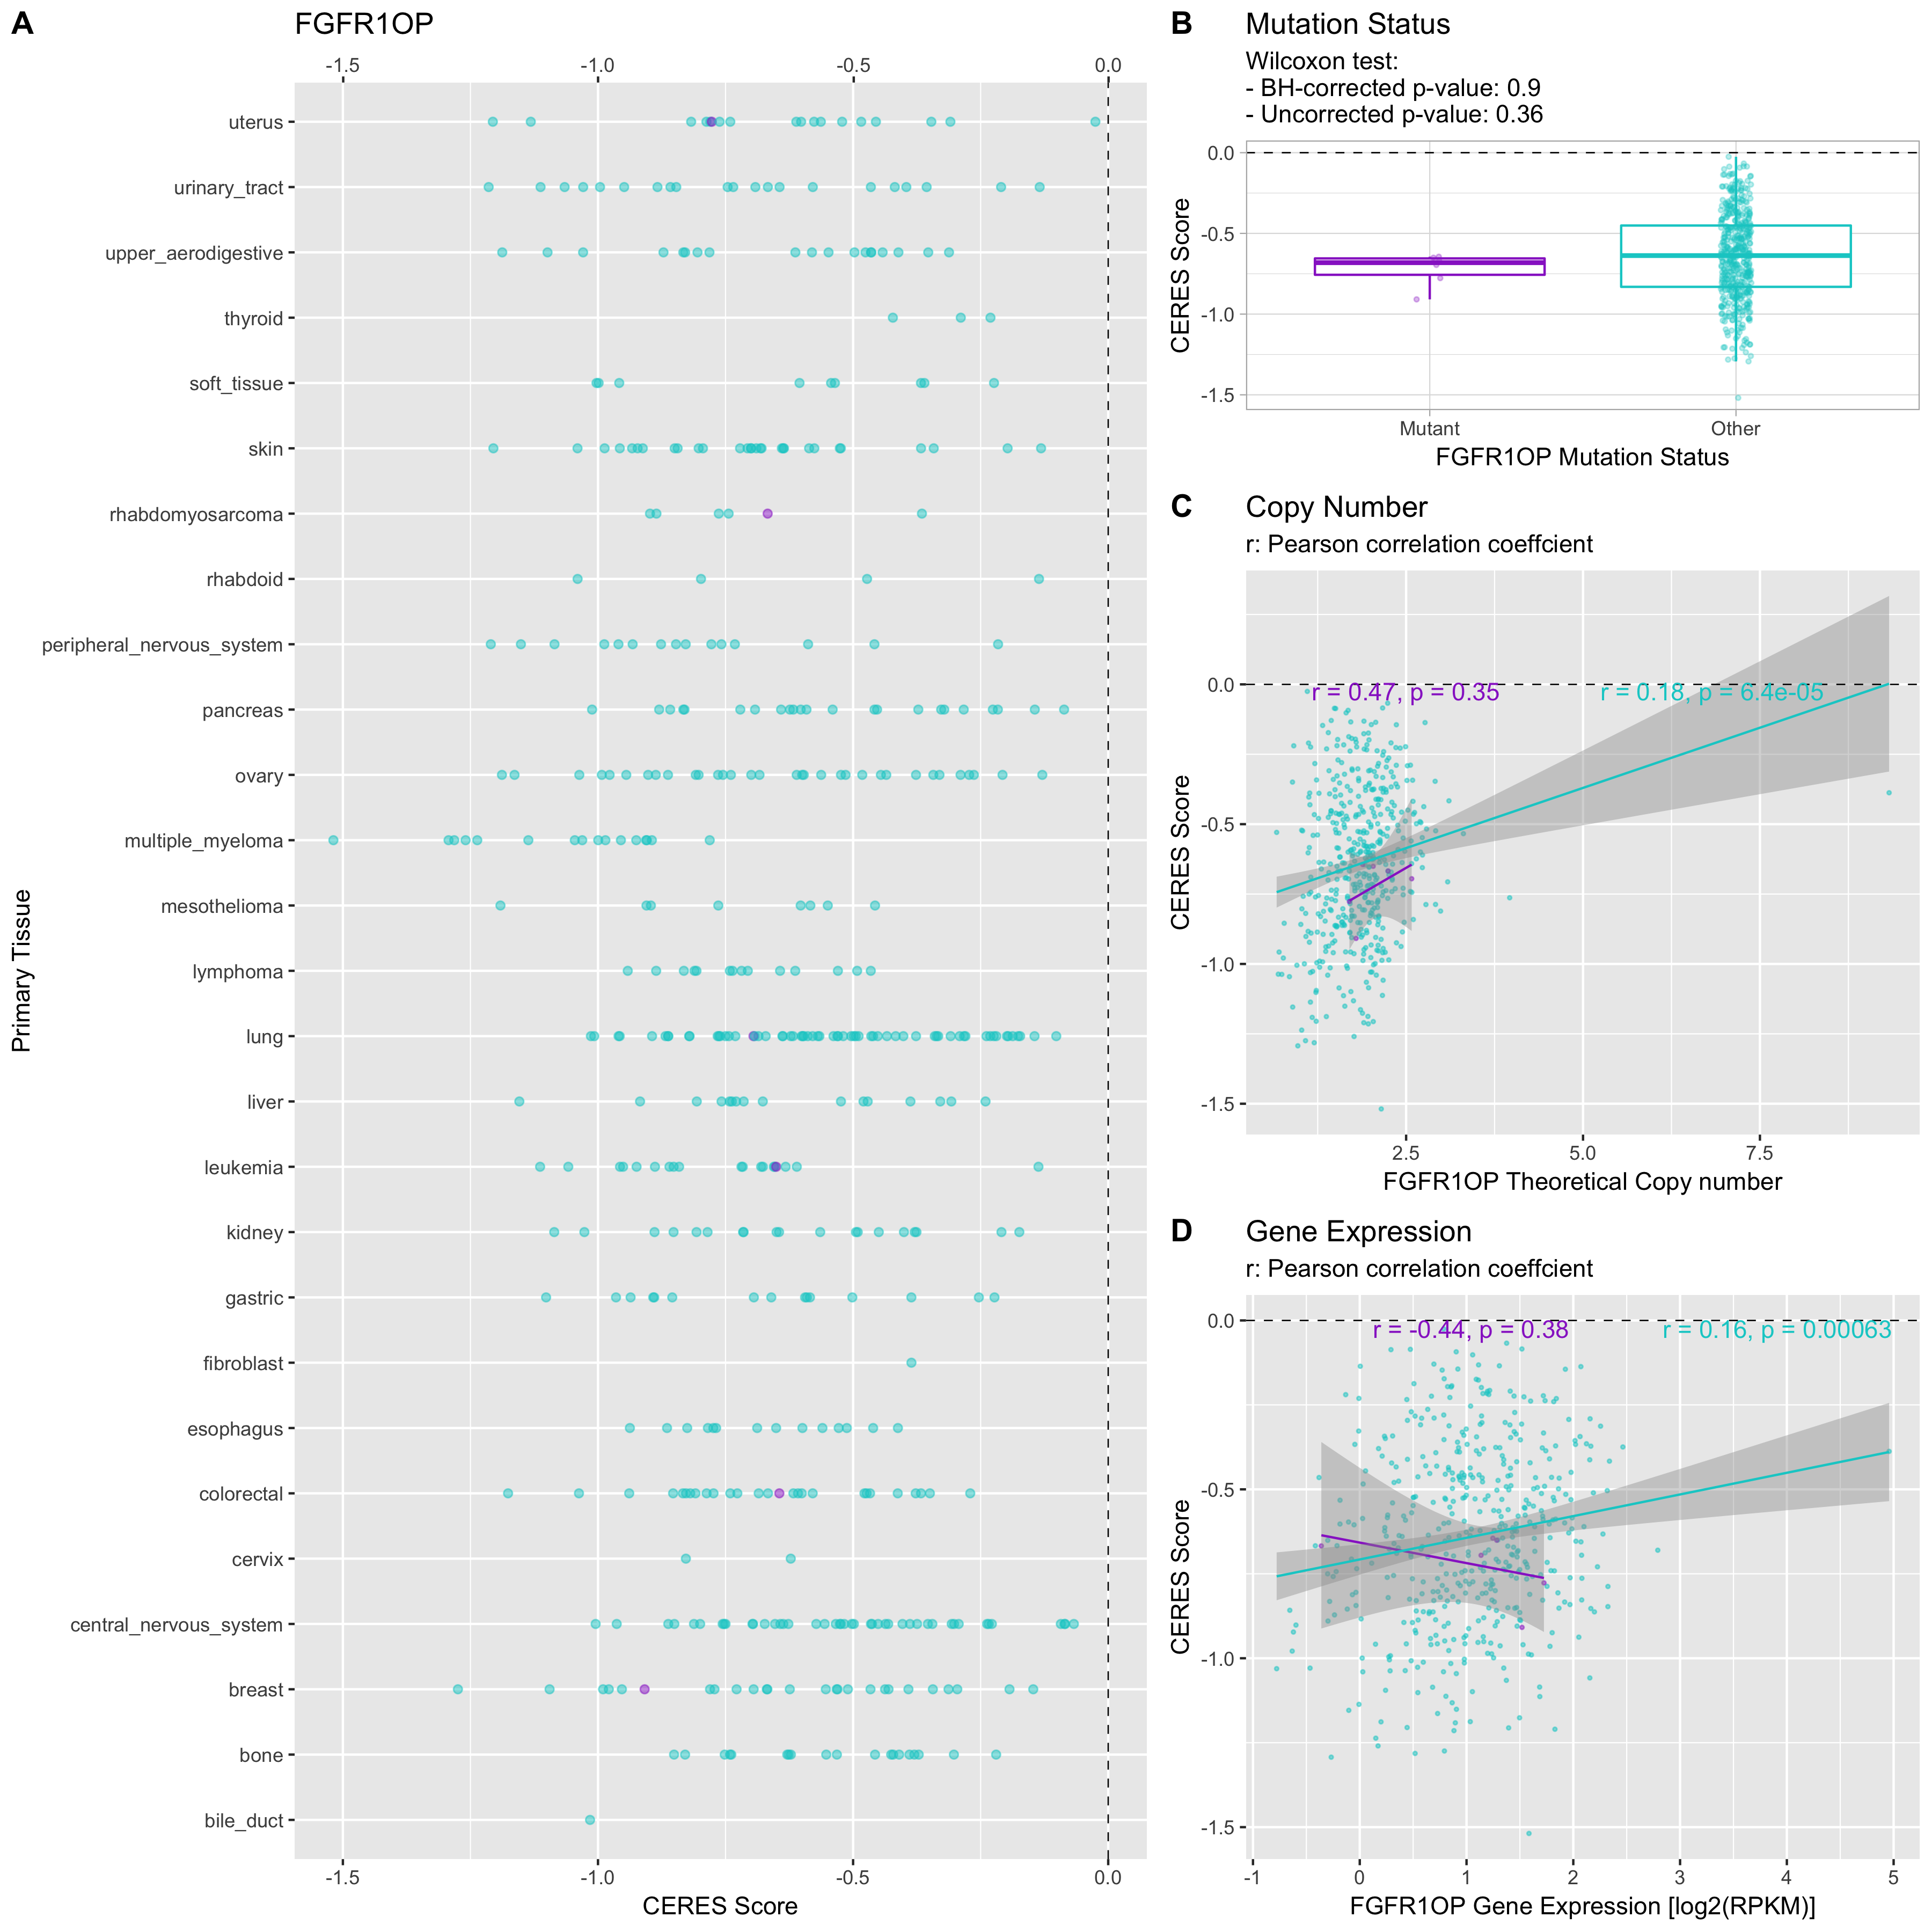 A
FGFR1OP
-1.5 -1.0 -0.5 0.0
uterus
urinary_tract
upper_aerodigestive
thyroid
soft_tissue
skin
rhabdomyosarcoma
rhabdoid
peripheral_nervous_system
pancreas
ovary
multiple_myeloma
mesothelioma
lymphoma
lung
liver
leukemia
kidney
gastric
fibroblast
esophagus
colorectal
cervix
central_nervous_system
breast
bone
bile_duct
Primary Tissue
-1.5 -1.0 -0.5 0.0
CERES Score
B
Mutation Status
Wilcoxon test:
- BH-corrected p-value: 0.9
- Uncorrected p-value: 0.36
0.0
-0.5
-1.0
-1.5
CERES Score
Mutant Other
FGFR1OP Mutation Status
C
Copy Number
r: Pearson correlation coeffcient
r = 0.47, p = 0.35
r = 0.18, p = 6.4e-05
0.0
-0.5
-1.0
-1.5
CERES Score
2.5 5.0 7.5
FGFR1OP Theoretical Copy number
D
Gene Expression
r: Pearson correlation coeffcient
r = -0.44, p = 0.38
r = 0.16, p = 0.00063
0.0
-0.5
-1.0
-1.5
CERES Score
-1 0 1 2 3 4 5
FGFR1OP Gene Expression [log2(RPKM)]